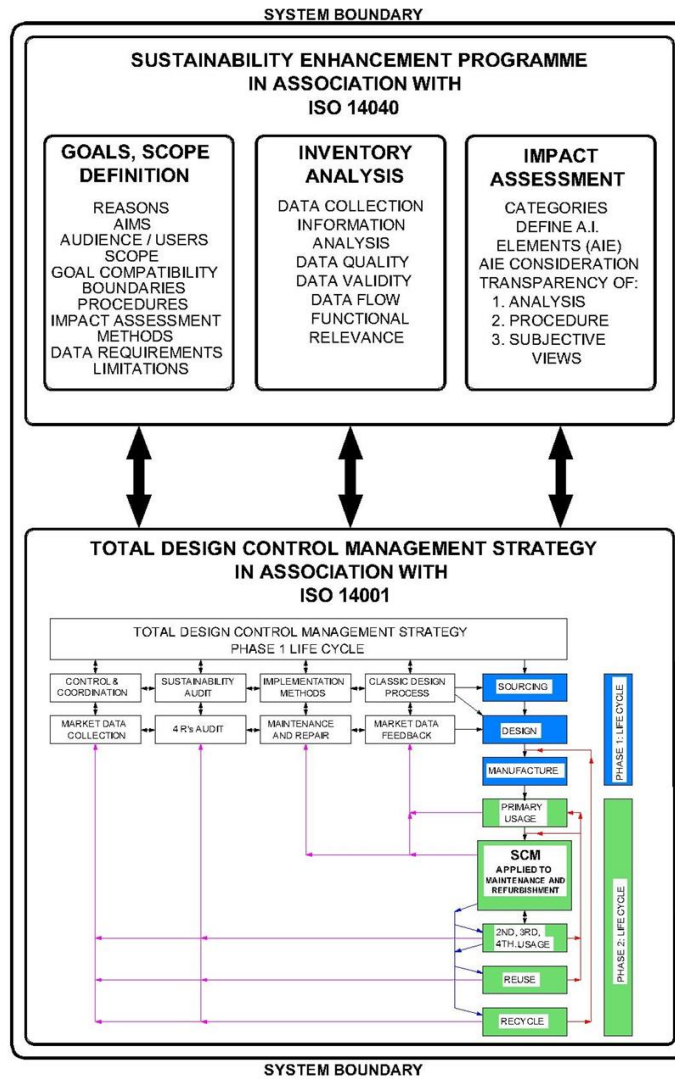 SYSTEM BOUNDARY
SUSTAINABILITY ENHANCEMENT PROGRAMME
IN ASSOCIATION WITH
ISO 14040
GOALS, SCOPE
DEFINITION
REASONS
AIMS
AUDIENCE / USERS
SCOPE
GOAL COMPATIBILITY
BOUNDARIES
PROCEDURES
IMPACT ASSESSMENT
METHODS
DATA REQUIREMENTS
LIMITATIONS
INVENTORY
ANALYSIS
DATA COLLECTION
INFORMATION
ANALYSIS
DATA QUALITY
DATA VALIDITY
DATA FLOW
FUNCTIONAL
RELEVANCE
IMPACT
ASSESSMENT
CATEGORIES
DEFINE A.I.
ELEMENTS (AIE)
AIE CONSIDERATION
TRANSPARENCY OF:
1. ANALYSIS
2. PROCEDURE
3. SUBJECTIVE
VIEWS
TOTAL DESIGN CONTROL MANAGEMENT STRATEGY
IN ASSOCIATION WITH
ISO 14001
TOTAL DESIGN CONTROL MANAGEMENT STRATEGY
PHASE 1 LIFE CYCLE
CONTROL &
COORDINATION
SUSTAINABILITY
AUDIT
IMPLEMENTATION
METHODS
CLASSIC DESIGN
PROCESS
SOURCING
MARKET DATA
COLLECTION
4 R's AUDIT
MAINTENANCE
AND REPAIR
MARKET DATA
FEEDBACK
DESIGN
MANUFACTURE
PHASE 1: LIFE CYCLE
PRIMARY
USAGE
SCM
APPLIED TO
MAINTENANCE AND
REFURBISHMENT
2ND, 3RD,
4TH. USAGE
REUSE
RECYCLE
PHASE 2: LIFE CYCLE
SYSTEM BOUNDARY